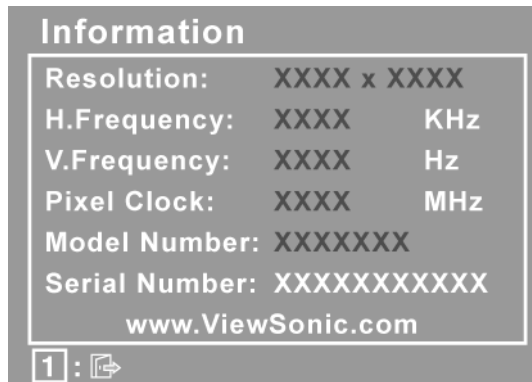 Information
Resolution: XXXX x XXXX
H.Frequency: XXXX KHz
V.Frequency: XXXX Hz
Pixel Clock: XXXX MHz
Model Number: XXXXXXX
Serial Number: XXXXXXXXXXX
www.ViewSonic.com
1 :